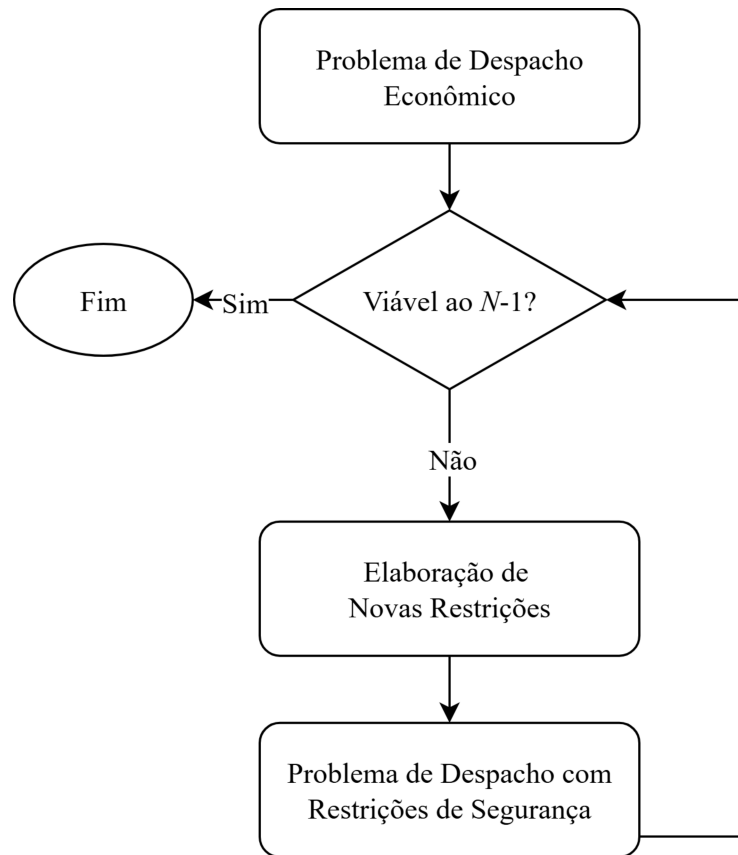 Problema de Despacho
Econômico
Fim
Sim
Viável ao N-1?
Não
Elaboração de
Novas Restrições
Problema de Despacho com
Restrições de Segurança